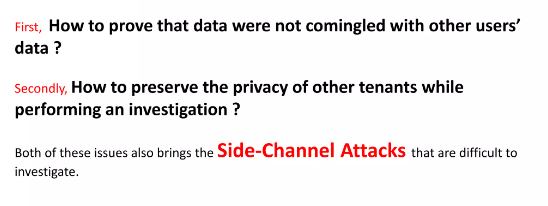 First, How to prove that data were not comingled with other users’
data ?
Secondly, How to preserve the privacy of other tenants while
performing an investigation ?
Both of these issues also brings the Side-Channel Attacks that are difficult to
investigate.